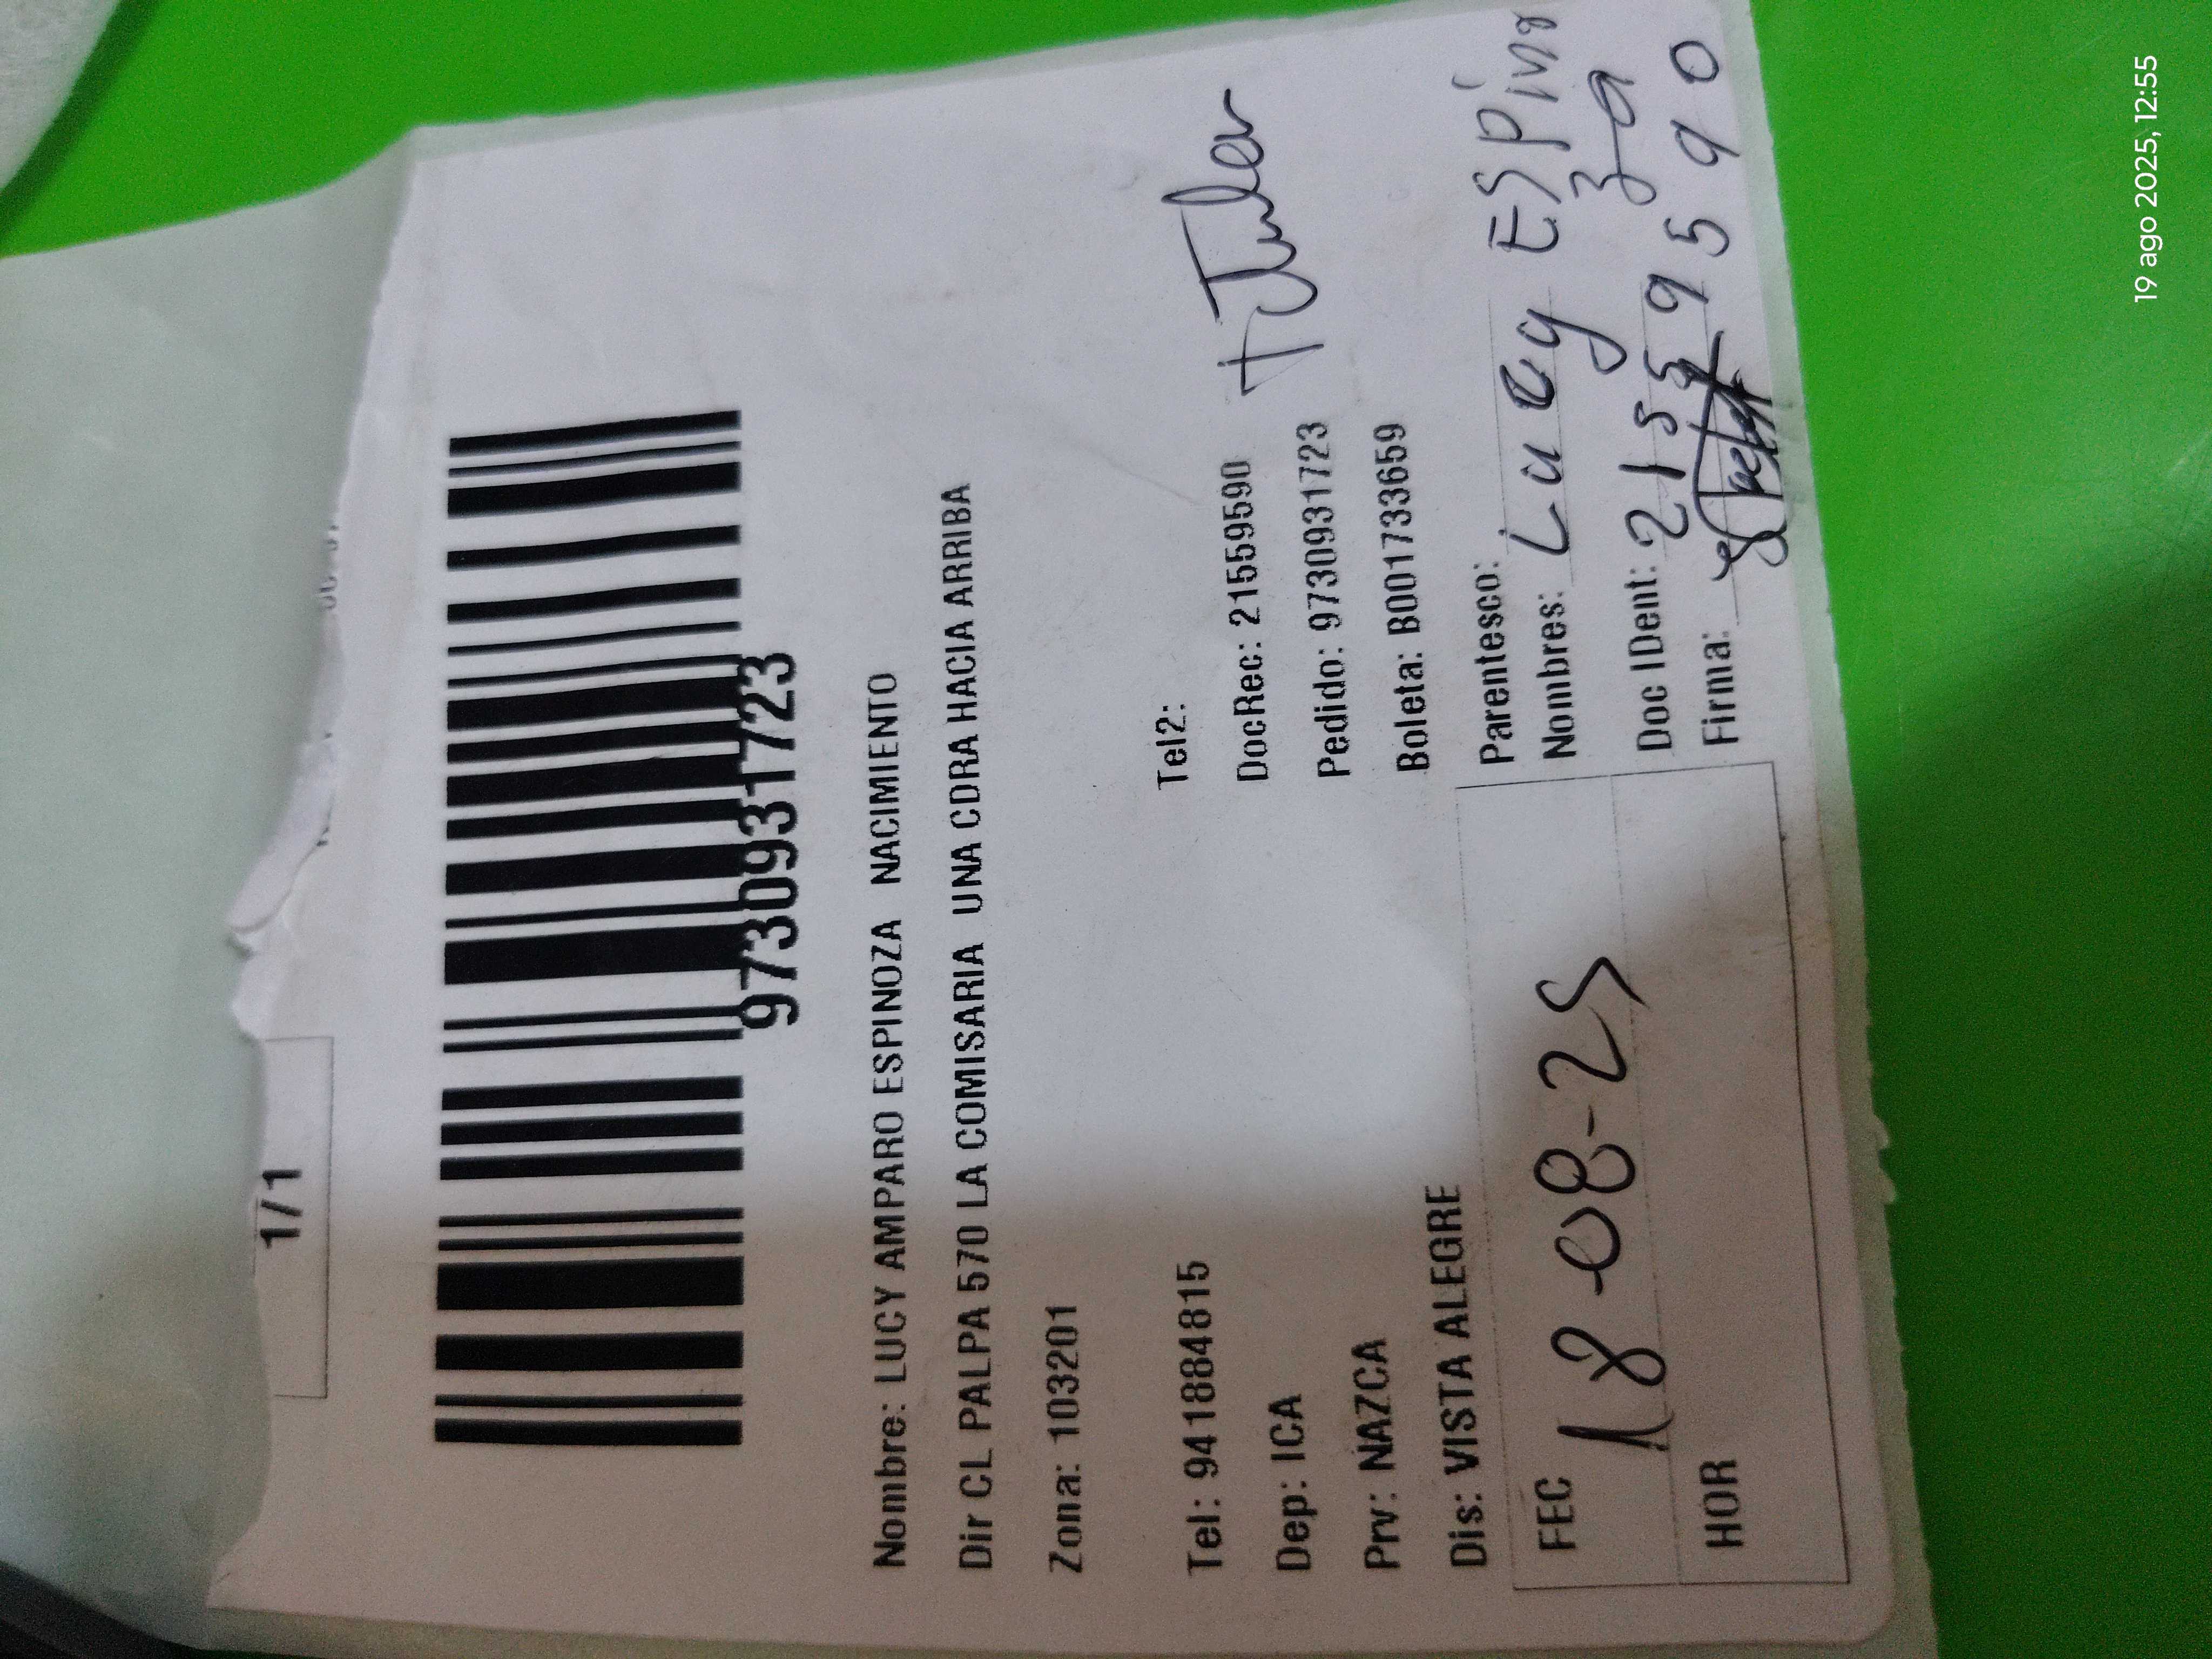 1/1
9730931723
Nombre: LUCY AMPARO ESPINOZA NACIMIENTO
Dir CL PALPA 570 LA COMISARIA UNA CDRA HACIA ARRIBA
Zona: 103201
Tel: 941884815 Tel2:
Dep: ICA DocRec: 21559590
Prv: NAZCA Pedido: 9730931723
Dis: VISTA ALEGRE Boleta: B001733659
Parentesco:
FEC 18-08-25 Nombres: Lucy Espinoza
Doc IDent: 21559590
HOR Firma:
19 ago 2025, 12:55